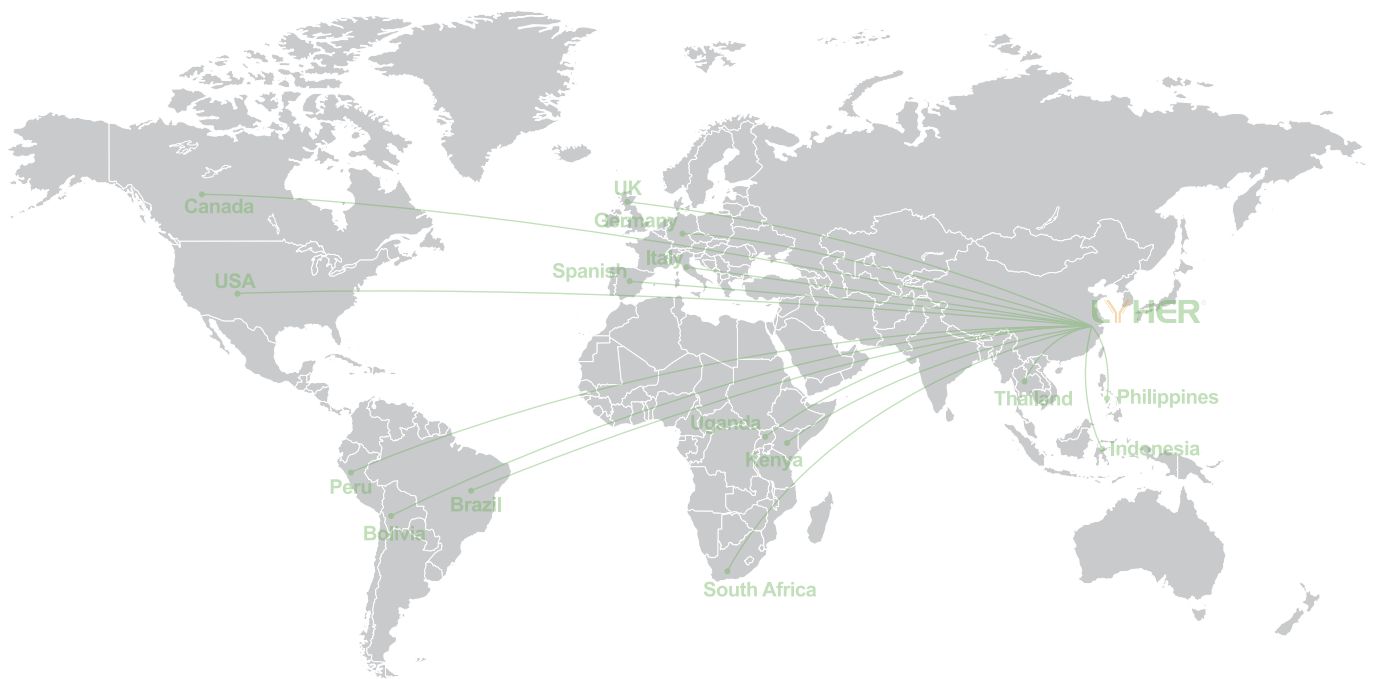 UK
Canada
Germany
Italy
Spanish
USA
LYHER®
Thailand
Philippines
Uganda
Indonesia
Kenya
Peru
Brazil
Bolivia
South Africa